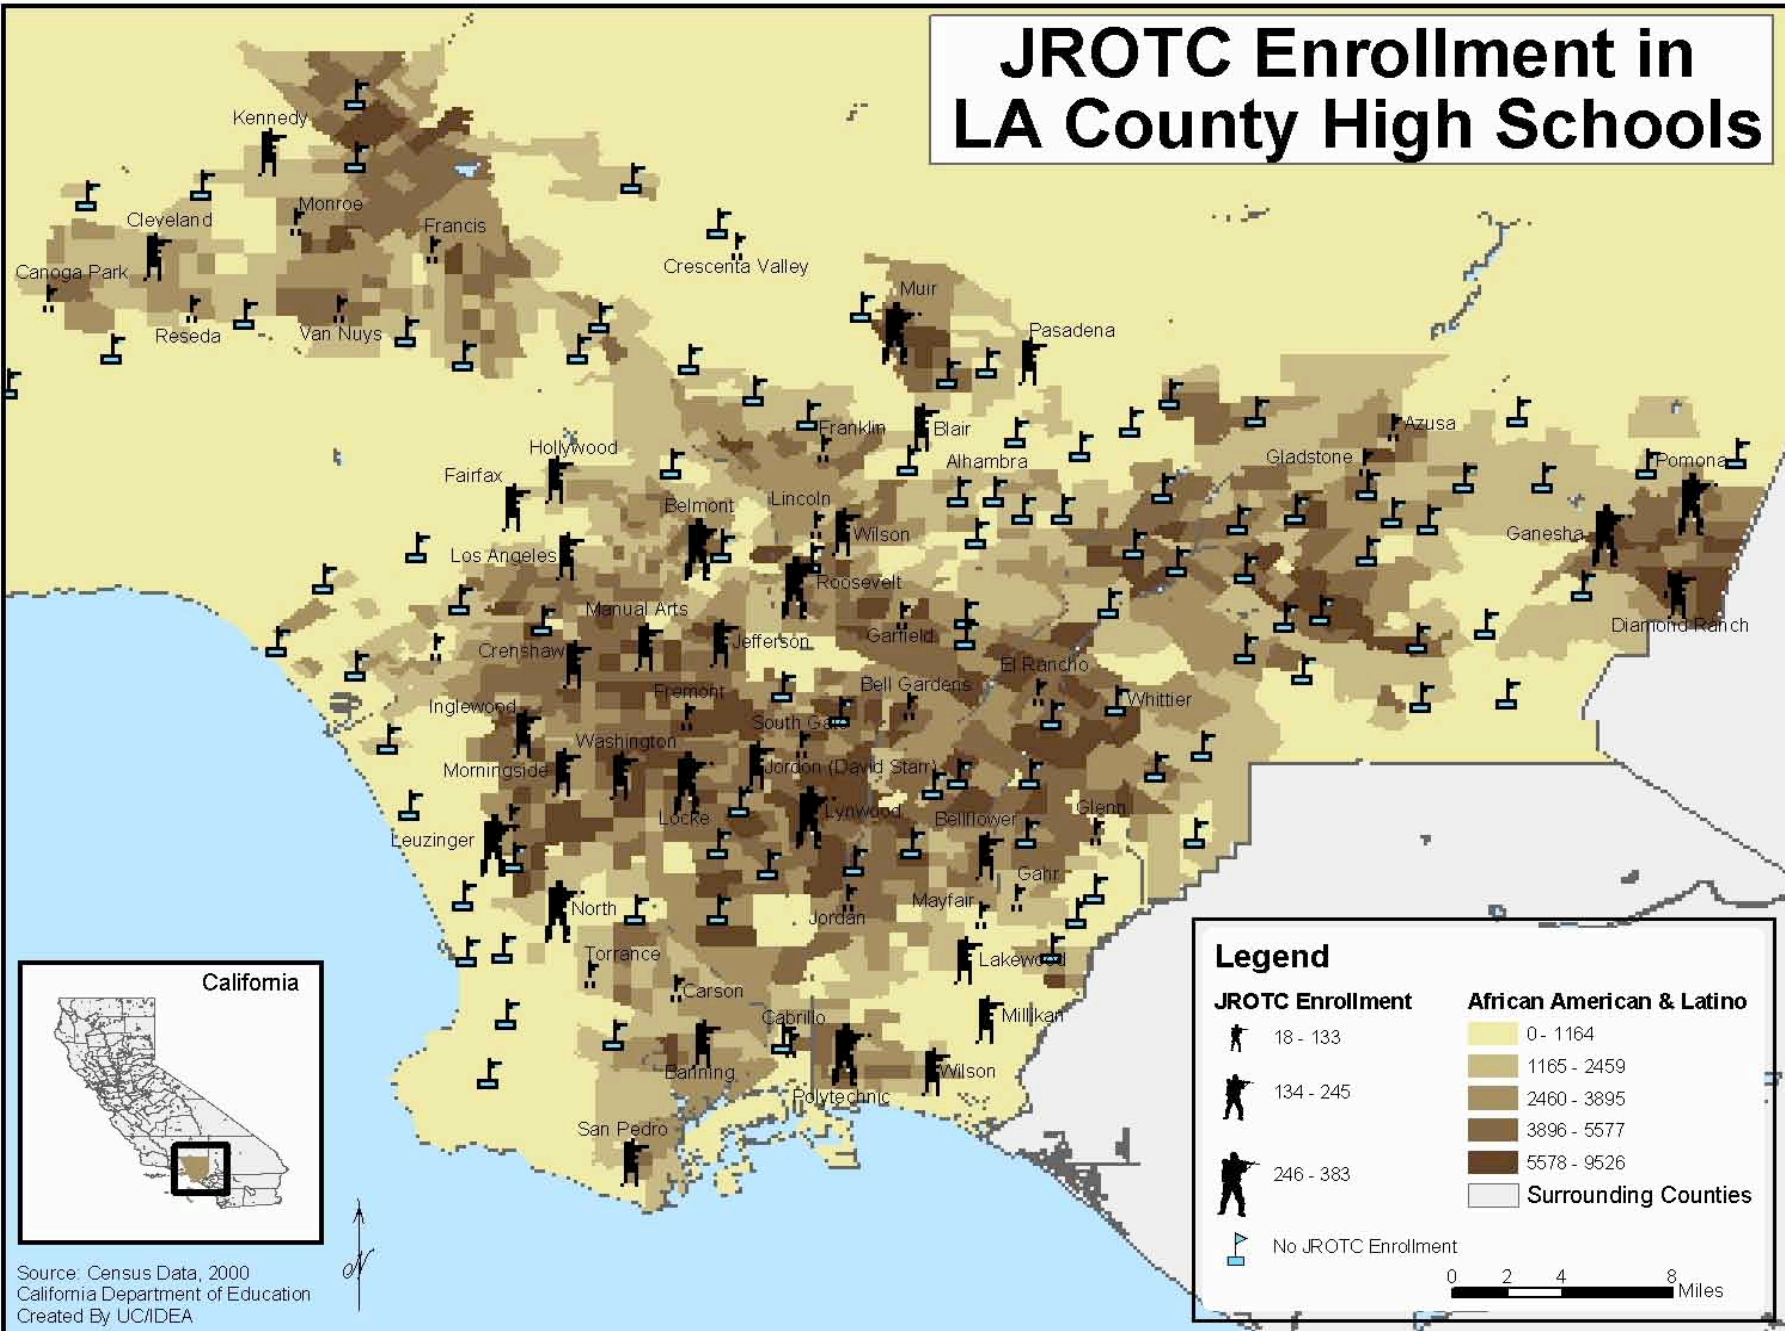 JROTC Enrollment in
LA County High Schools
Kennedy
Monroe
Cleveland
Francis
Canoga Park
Crescenta Valley
Reseda
Van Nuys
Muir
Pasadena
Franklin
Blair
Azusa
Hollywood
Alhambra
Gladstone
Pomona
Fairfax
Belmont
Lincoln
Wilson
Ganesha
Los Angeles
Roosevelt
Manual Arts
Jefferson
Garfield
Diamond Ranch
Crenshaw
El Rancho
Fremont
Bell Gardens
Whittier
Inglewood
South Gate
Washington
Morningside
Jordon (David Starr)
Locke
Lynwood
Bellflower
Glenn
Leuzinger
Gahr
North
Jordan
Mayfair
Torrance
Lakewood
Carson
Cabrillo
Millikan
Banning
Wilson
Polytechnic
San Pedro
California
N
Source: Census Data, 2000
California Department of Education
Created By UC/IDEA
Legend
JROTC Enrollment
18 - 133
134 - 245
246 - 383
No JROTC Enrollment
African American & Latino
0 - 1164
1165 - 2459
2460 - 3895
3896 - 5577
5578 - 9526
Surrounding Counties
0 2 4 8
Miles